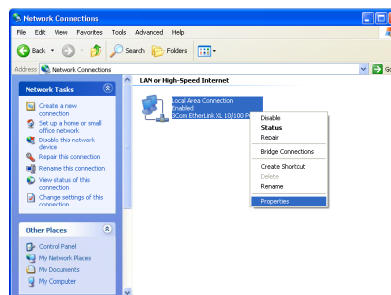 Network Connections
File Edit View Favorites Tools Advanced Help
Back Search Folders
Address Network Connections Go
Network Tasks
Create a new
connection
Set up a home or small
office network
Disable this network
device
Repair this connection
Rename this connection
View status of this
connection
Change settings of this
connection
Other Places
Control Panel
My Network Places
My Documents
My Computer
LAN or High-Speed Internet
Local Area Connection
Enabled
3Com EtherLink XL 10/100 P
Disable
Status
Repair
Bridge Connections
Create Shortcut
Delete
Rename
Properties